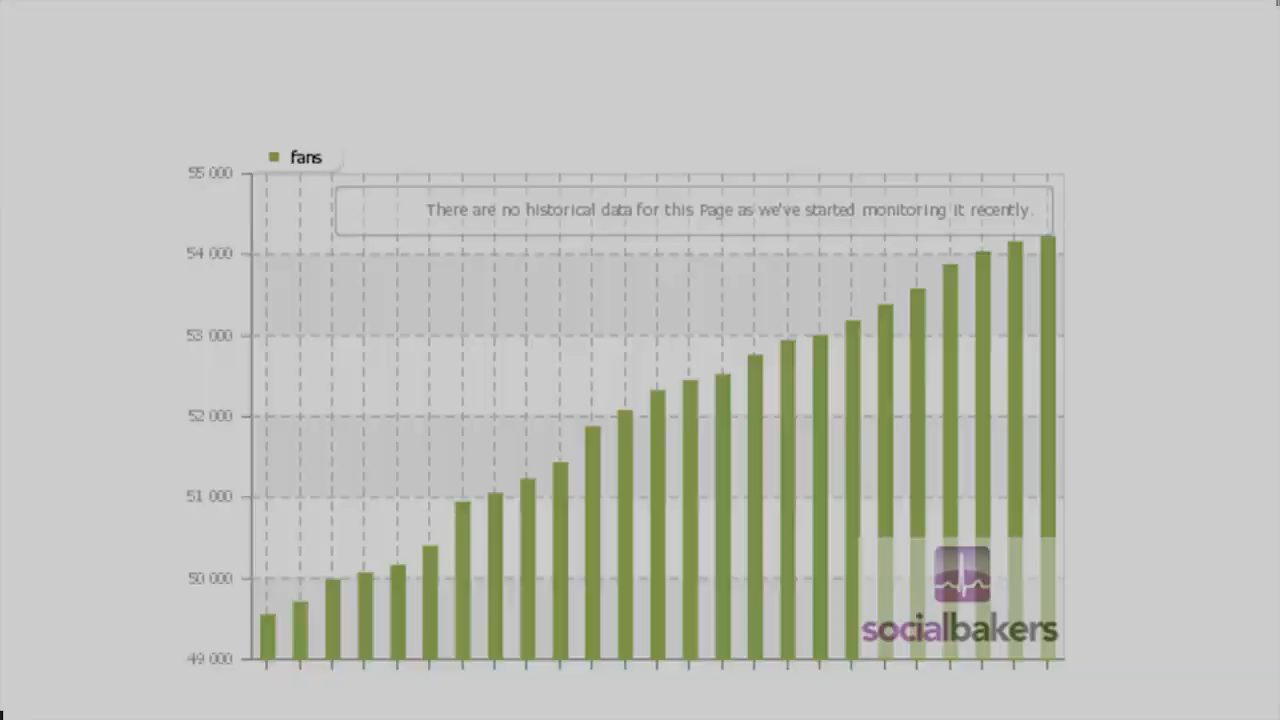 fans
55 000
There are no historical data for this Page as we've started monitoring it recently.
54 000
53 000
52 000
51 000
50 000
socialbakers
49 000